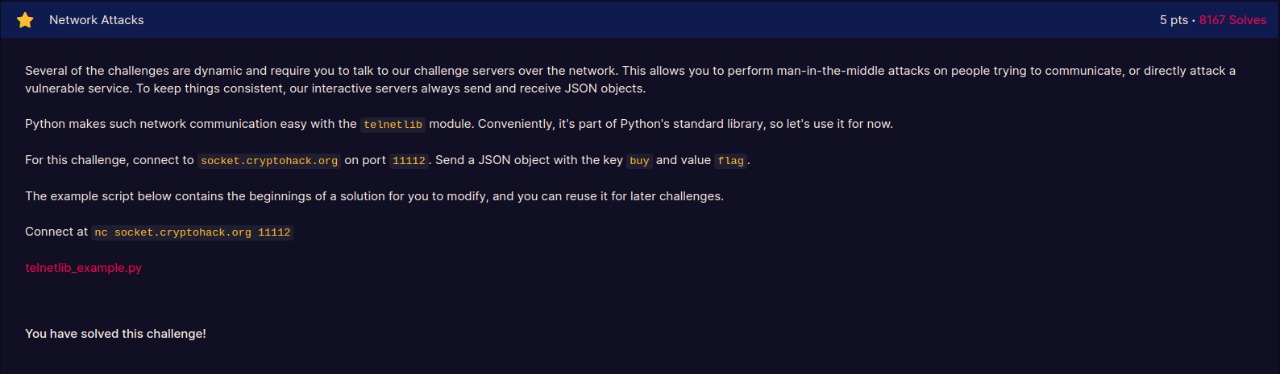 Network Attacks
5 pts • 8167 Solves
Several of the challenges are dynamic and require you to talk to our challenge servers over the network. This allows you to perform man-in-the-middle attacks on people trying to communicate, or directly attack a
vulnerable service. To keep things consistent, our interactive servers always send and receive JSON objects.
Python makes such network communication easy with the telnetlib module. Conveniently, it's part of Python's standard library, so let's use it for now.
For this challenge, connect to socket.cryptohack.org on port 11112. Send a JSON object with the key buy and value flag.
The example script below contains the beginnings of a solution for you to modify, and you can reuse it for later challenges.
Connect at nc socket.cryptohack.org 11112
telnetlib_example.py
You have solved this challenge!